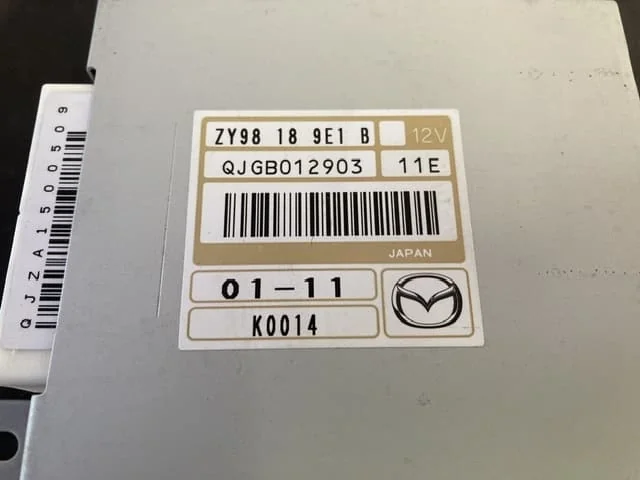 ZY98 18 9E1 B 12V
QJGB012903 11E
JAPAN
01-11
K0014
QJZA1500509